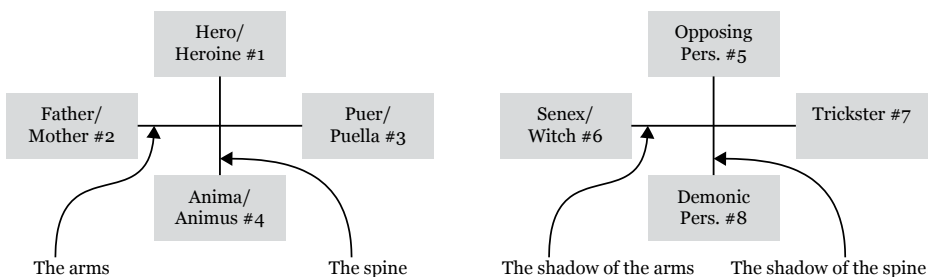 Hero/
Heroine #1
Opposing
Pers. #5
Father/
Mother #2
Puer/
Puella #3
Senex/
Witch #6
Trickster #7
Anima/
Animus #4
Demonic
Pers. #8
The arms
The spine
The shadow of the arms
The shadow of the spine